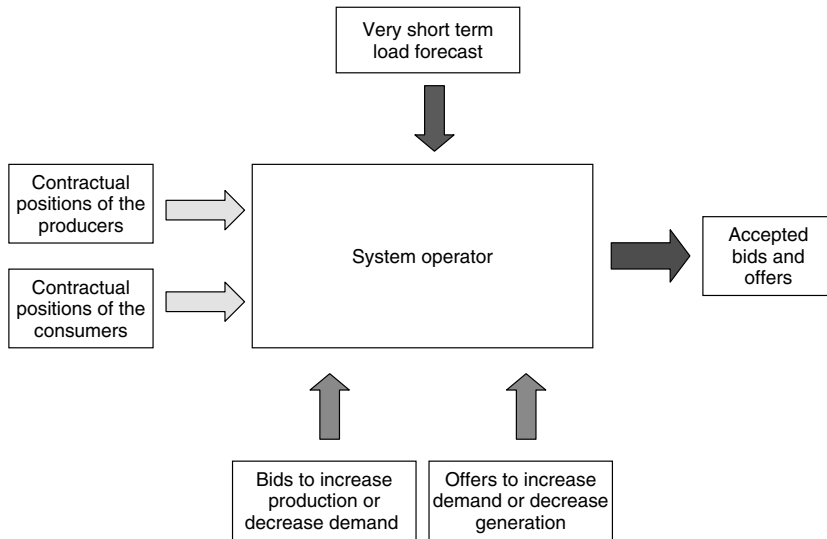 Very short term
load forecast
Contractual
positions of the
producers
System operator
Accepted
bids and
offers
Contractual
positions of the
consumers
Bids to increase
production or
decrease demand
Offers to increase
demand or decrease
generation